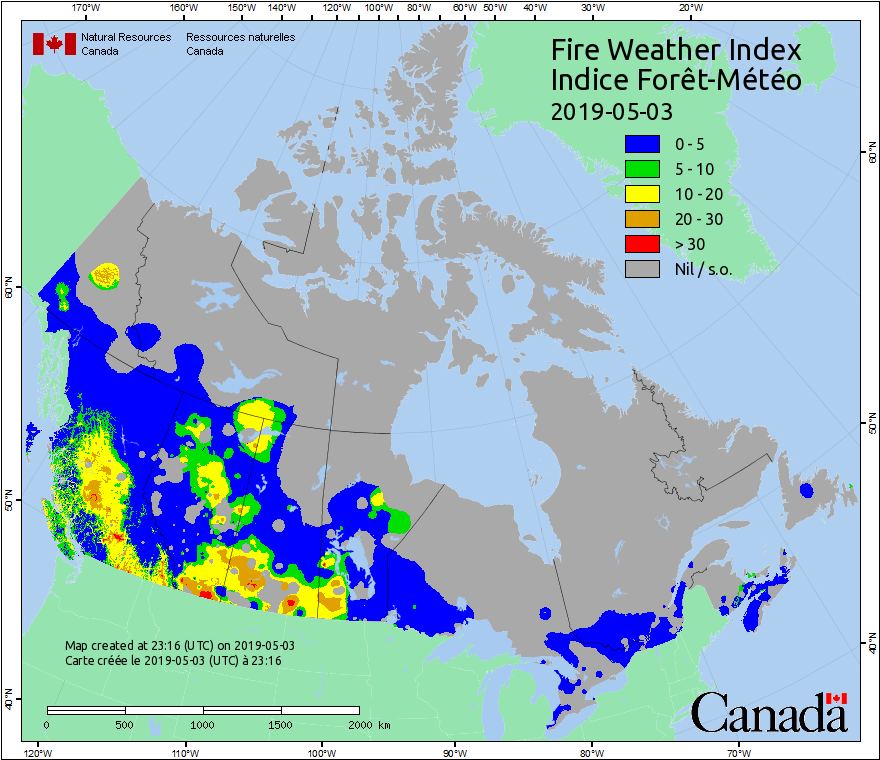 170°W 160°W 150°W 140°W 120°W 100°W 80°W 60°W 50°W 40°W 30°W 20°W
Natural Resources Ressources naturelles
Canada Canada
Fire Weather Index
Indice Forêt-Météo
2019-05-03
0 - 5
5 - 10
10 - 20
20 - 30
> 30
Nil / s.o.
60°N
60°N
50°N
50°N
40°N
40°N
Map created at 23:16 (UTC) on 2019-05-03
Carte créée le 2019-05-03 (UTC) à 23:16
0 500 1000 1500 2000 km
Canada
120°W 110°W 100°W 90°W 80°W 70°W